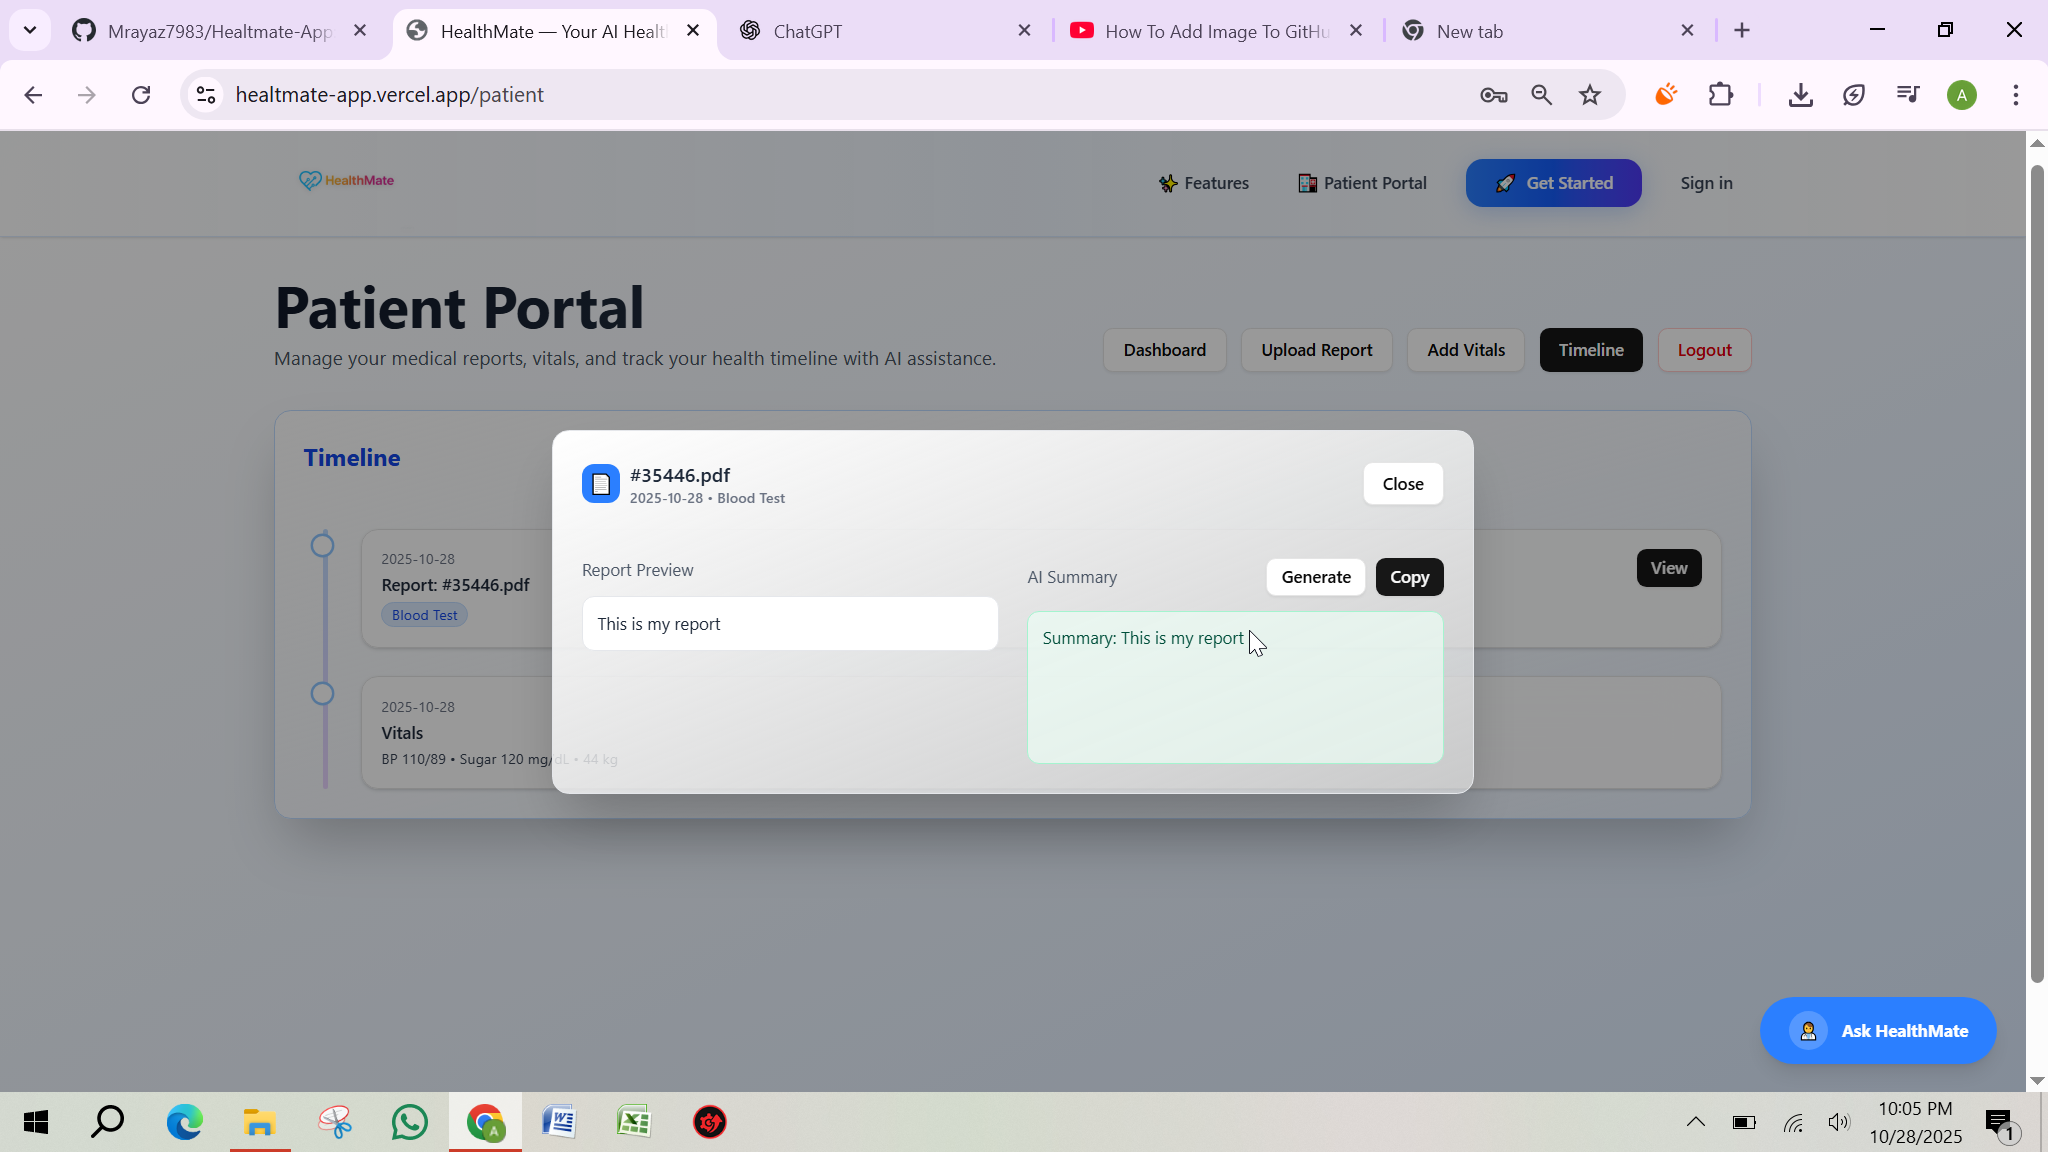 Mrayaz7983/Healtmate-App
HealthMate — Your AI Healt
ChatGPT
How To Add Image To GitHu
New tab
healtmate-app.vercel.app/patient
A
HealthMate
Features
Patient Portal
Get Started
Sign in
Patient Portal
Manage your medical reports, vitals, and track your health timeline with AI assistance.
Dashboard
Upload Report
Add Vitals
Timeline
Logout
Timeline
#35446.pdf
2025-10-28 • Blood Test
Close
2025-10-28
Report: #35446.pdf
Blood Test
View
Report Preview
This is my report
AI Summary
Generate
Copy
Summary: This is my report
2025-10-28
Vitals
BP 110/89 • Sugar 120 mg/dL • 44 kg
Ask HealthMate
A
10:05 PM
10/28/2025
1